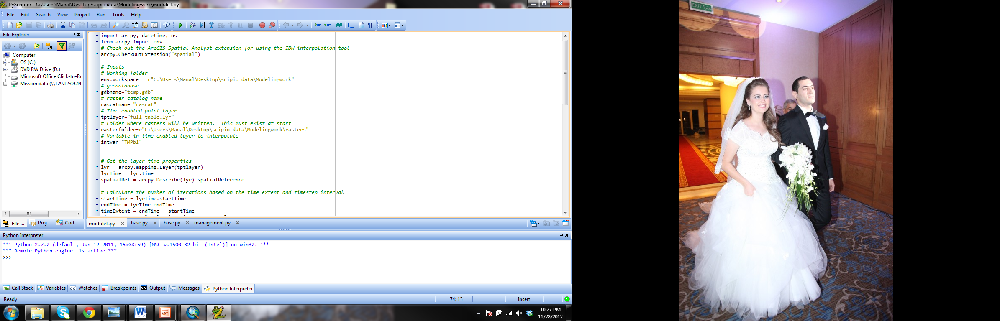 PyScripter - C:\Users\Manal\Desktop\scipio data\Modelingwork\module1.py
File Edit Search View Project Run Tools Help
File Explorer
Computer
OS (C:)
DVD RW Drive (D:)
Microsoft Office Click-to-Ru
Mission data (\\129.123.9.44
File ... Proj... Cod...
import arcpy, datetime, os
from arcpy import env
# Check out the ArcGIS Spatial Analyst extension for using the IDW interpolation tool
arcpy.CheckOutExtension("spatial")
# Inputs
# Working folder
env.workspace = r"C:\Users\Manal\Desktop\scipio data\Modelingwork"
# geodatabase
gdbname="temp.gdb"
# raster catalog name
rascatname="rascat"
# Time enabled point layer
tptlayer="full_table.lyr"
# Folder where rasters will be written.  This must exist at start
rasterfolder=r"C:\Users\Manal\Desktop\scipio data\Modelingwork\rasters"
# Variable in time enabled layer to interpolate
intvar="TMPb1"
# Get the layer time properties
lyr = arcpy.mapping.Layer(tptlayer)
lyrTime = lyr.time
spatialRef = arcpy.Describe(lyr).spatialReference
# Calculate the number of iterations based on the time extent and timestep interval
startTime = lyrTime.startTime
endTime = lyrTime.endTime
timeExtent = endTime - startTime
module1.py _base.py _base.py management.py
Python Interpreter
*** Python 2.7.2 (default, Jun 12 2011, 15:08:59) [MSC v.1500 32 bit (Intel)] on win32. ***
*** Remote Python engine  is active ***
>>>
Call Stack Variables Watches Breakpoints Output Messages Python Interpreter
Ready 74: 13 Insert
10:27 PM
11/28/2012
EXIT مخرج